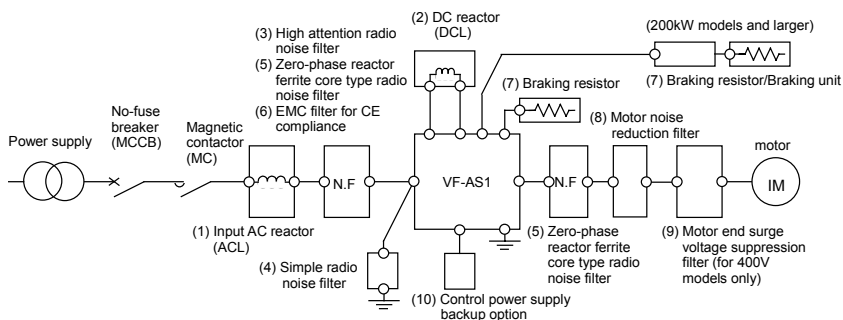 (2) DC reactor
(DCL)
(200kW models and larger)
(3) High attention radio
noise filter
(5) Zero-phase reactor
ferrite core type radio
noise filter
(6) EMC filter for CE
compliance
(7) Braking resistor
(7) Braking resistor/Braking unit
No-fuse
breaker
(MCCB)
Magnetic
contactor
(MC)
Power supply
(8) Motor noise
reduction filter
motor
N.F
VF-AS1
N.F
IM
(1) Input AC reactor
(ACL)
(4) Simple radio
noise filter
(5) Zero-phase
reactor ferrite
core type radio
noise filter
(9) Motor end surge
voltage suppression
filter (for 400V
models only)
(10) Control power supply
backup option